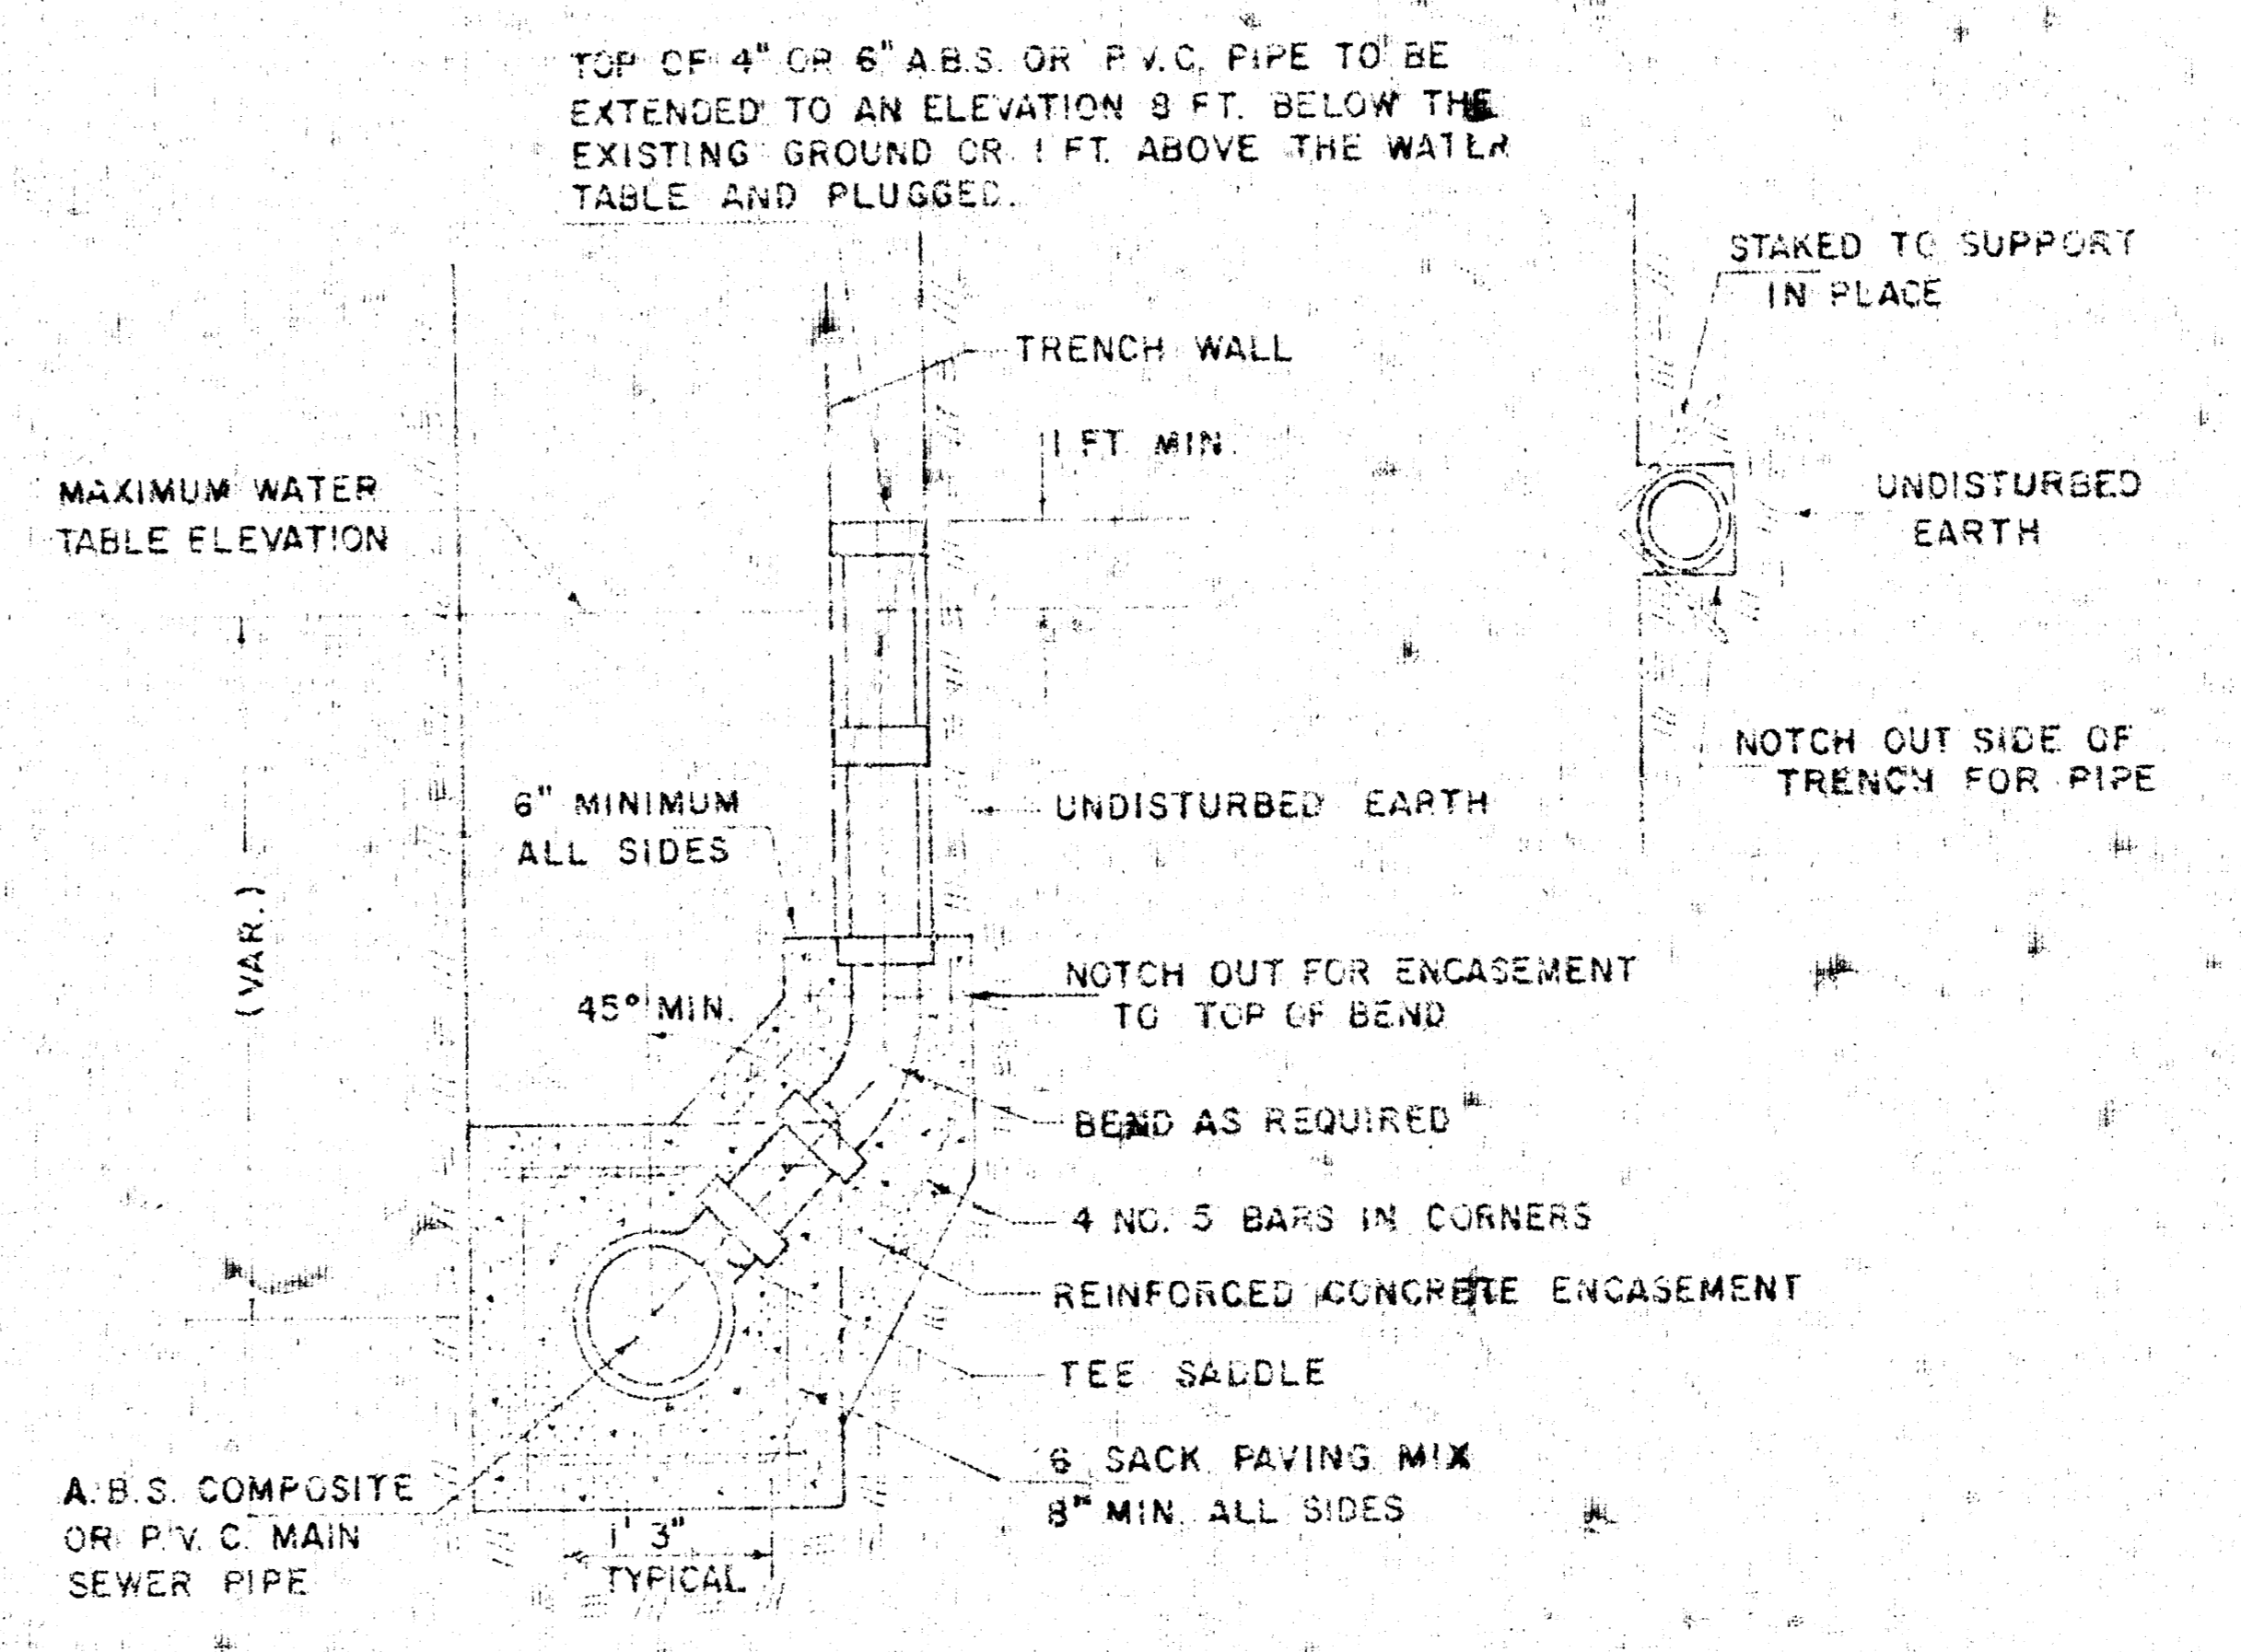 TOP OF 4" OR 6" A.B.S. OR P.V.C. PIPE TO BE
EXTENDED TO AN ELEVATION 8 FT. BELOW THE
EXISTING GROUND OR 1 FT. ABOVE THE WATER
TABLE AND PLUGGED.
STAKED TO SUPPORT
IN PLACE
TRENCH WALL
1 FT. MIN.
MAXIMUM WATER
TABLE ELEVATION
UNDISTURBED
EARTH
NOTCH OUT SIDE OF
TRENCH FOR PIPE
6" MINIMUM
ALL SIDES
UNDISTURBED EARTH
(VAR.)
NOTCH OUT FOR ENCASEMENT
TO TOP OF BEND
45° MIN.
BEND AS REQUIRED
4 NO. 5 BARS IN CORNERS
REINFORCED CONCRETE ENCASEMENT
TEE SADDLE
6 SACK PAVING MIX
8" MIN. ALL SIDES
A.B.S. COMPOSITE
OR P.V.C. MAIN
SEWER PIPE
1' 3"
TYPICAL